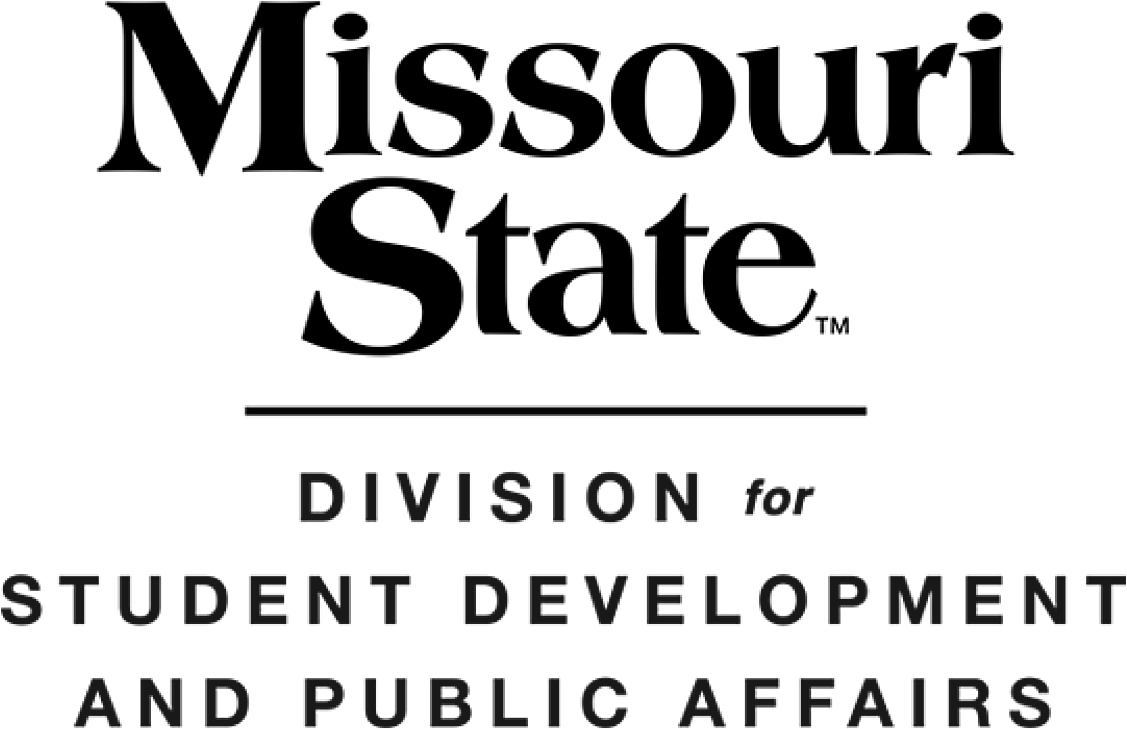 Missouri
State™
DIVISION for
STUDENT DEVELOPMENT
AND PUBLIC AFFAIRS